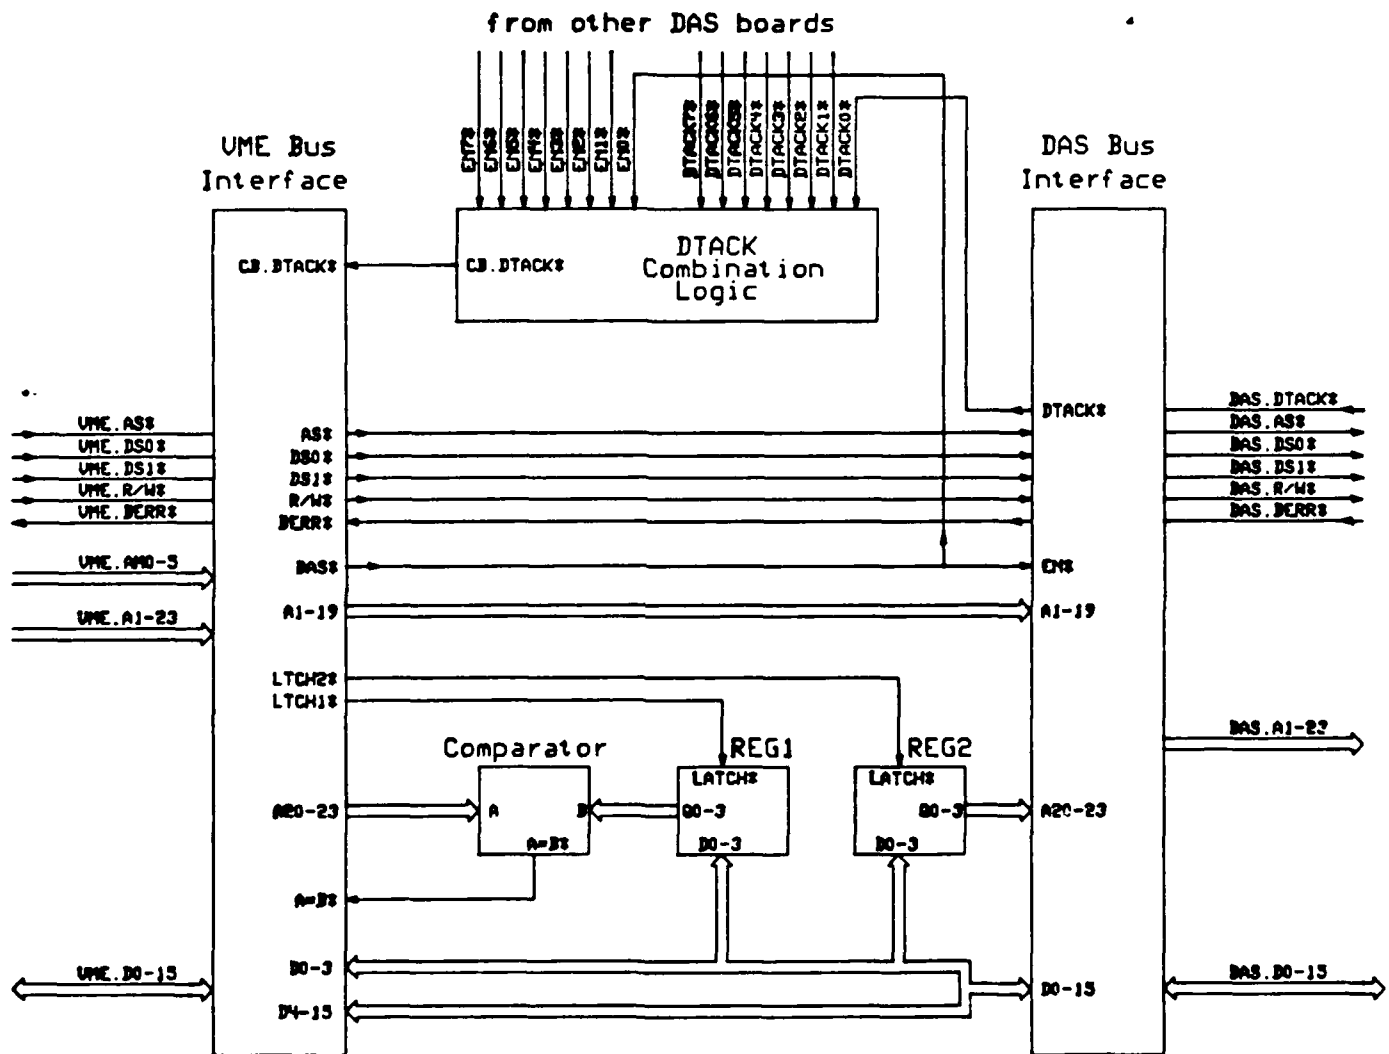 from other DAS boards
EN7*
EN6*
EN5*
EN4*
EN3*
EN2*
EN1*
EN0*
DTACK7*
DTACK6*
DTACK5*
DTACK4*
DTACK3*
DTACK2*
DTACK1*
DTACK0*
VME Bus
Interface
DAS Bus
Interface
CB.DTACK*
CB.DTACK*
DTACK
Combination
Logic
DTACK*
DAS.DTACK*
VME.AS*
AS*
DAS.AS*
VME.DS0*
DS0*
DAS.DS0*
VME.DS1*
DS1*
DAS.DS1*
VME.R/W*
R/W*
DAS.R/W*
VME.BERR*
BERR*
DAS.BERR*
VME.AM0-5
DAS*
EN*
VME.A1-23
A1-19
A1-19
LTCH2*
LTCH1*
DAS.A1-23
Comparator
REG1
REG2
LATCH*
LATCH*
A20-23
A
B
Q0-3
Q0-3
A20-23
A=B*
D0-3
D0-3
A=B*
VME.D0-15
D0-3
D0-15
DAS.D0-15
D4-15